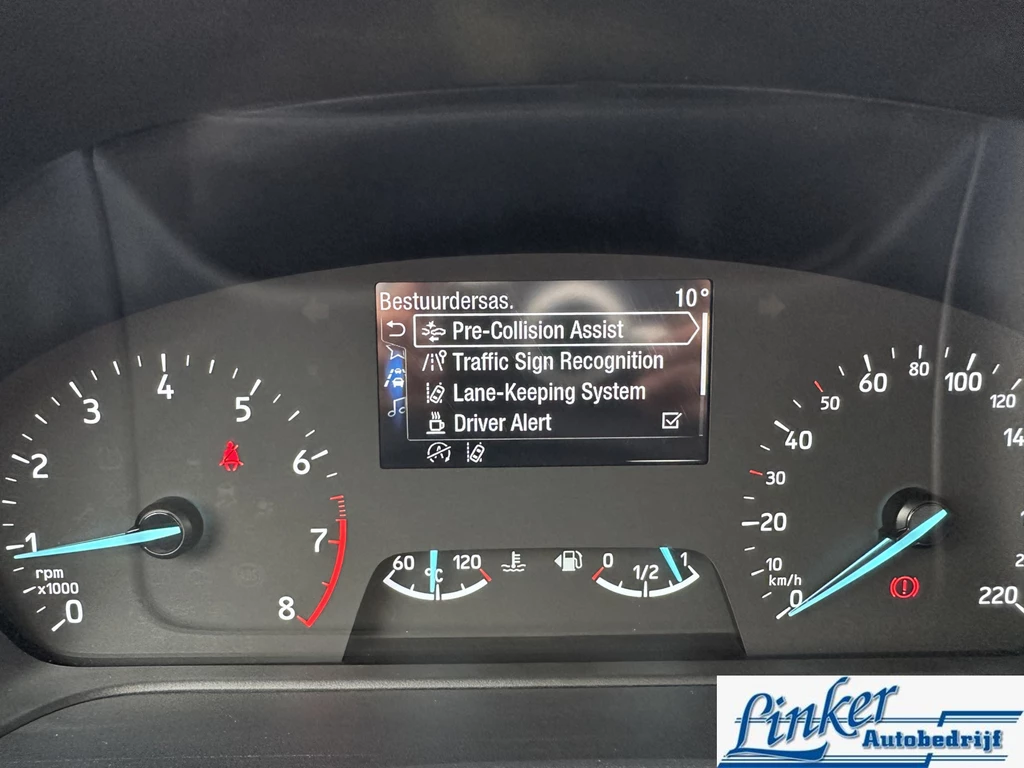 Bestuurdersas. 10°
Pre-Collision Assist
Traffic Sign Recognition
Lane-Keeping System
Driver Alert
0 1 2 3 4 5 6 7 8
rpm
x1000
60 120
°C
0 1/2 1
0 10 20 30 40 50 60 80 100 120 220
km/h
Linker
Autobedrijf